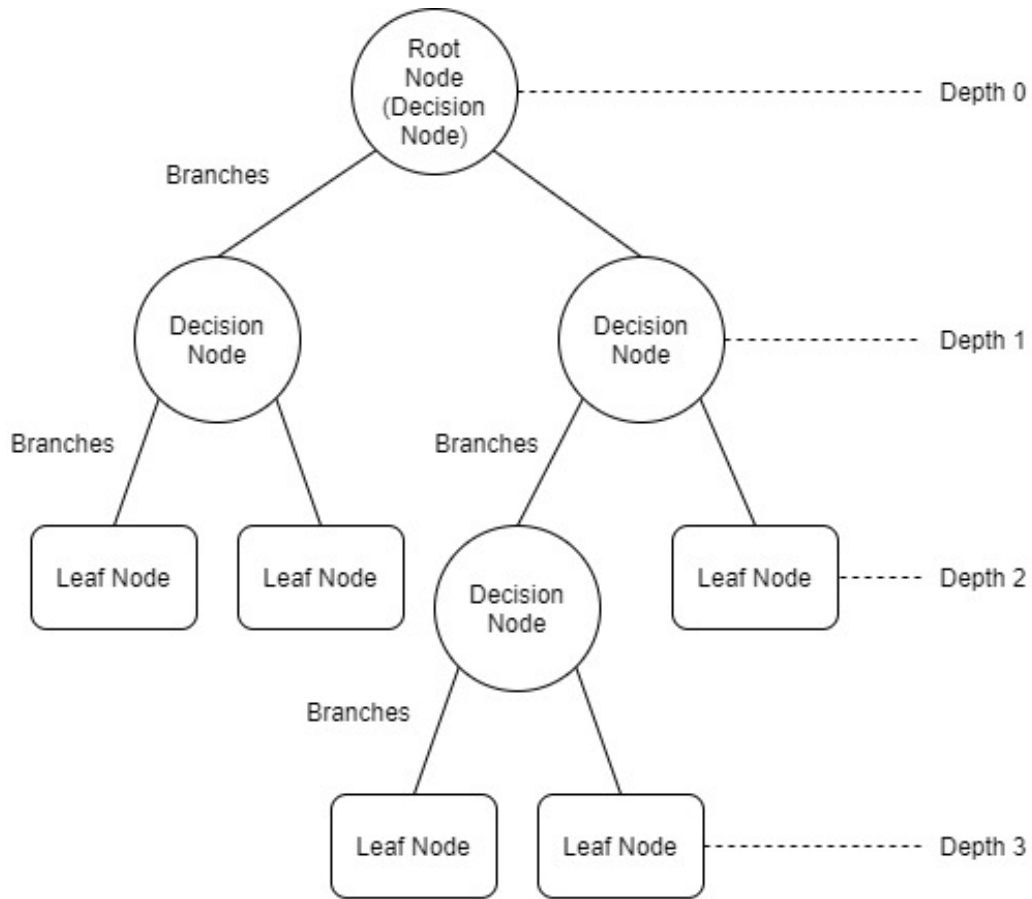 Root
Node
(Decision
Node)
Depth 0
Branches
Decision
Node
Decision
Node
Depth 1
Branches
Branches
Leaf Node
Leaf Node
Decision
Node
Leaf Node
Depth 2
Branches
Leaf Node
Leaf Node
Depth 3